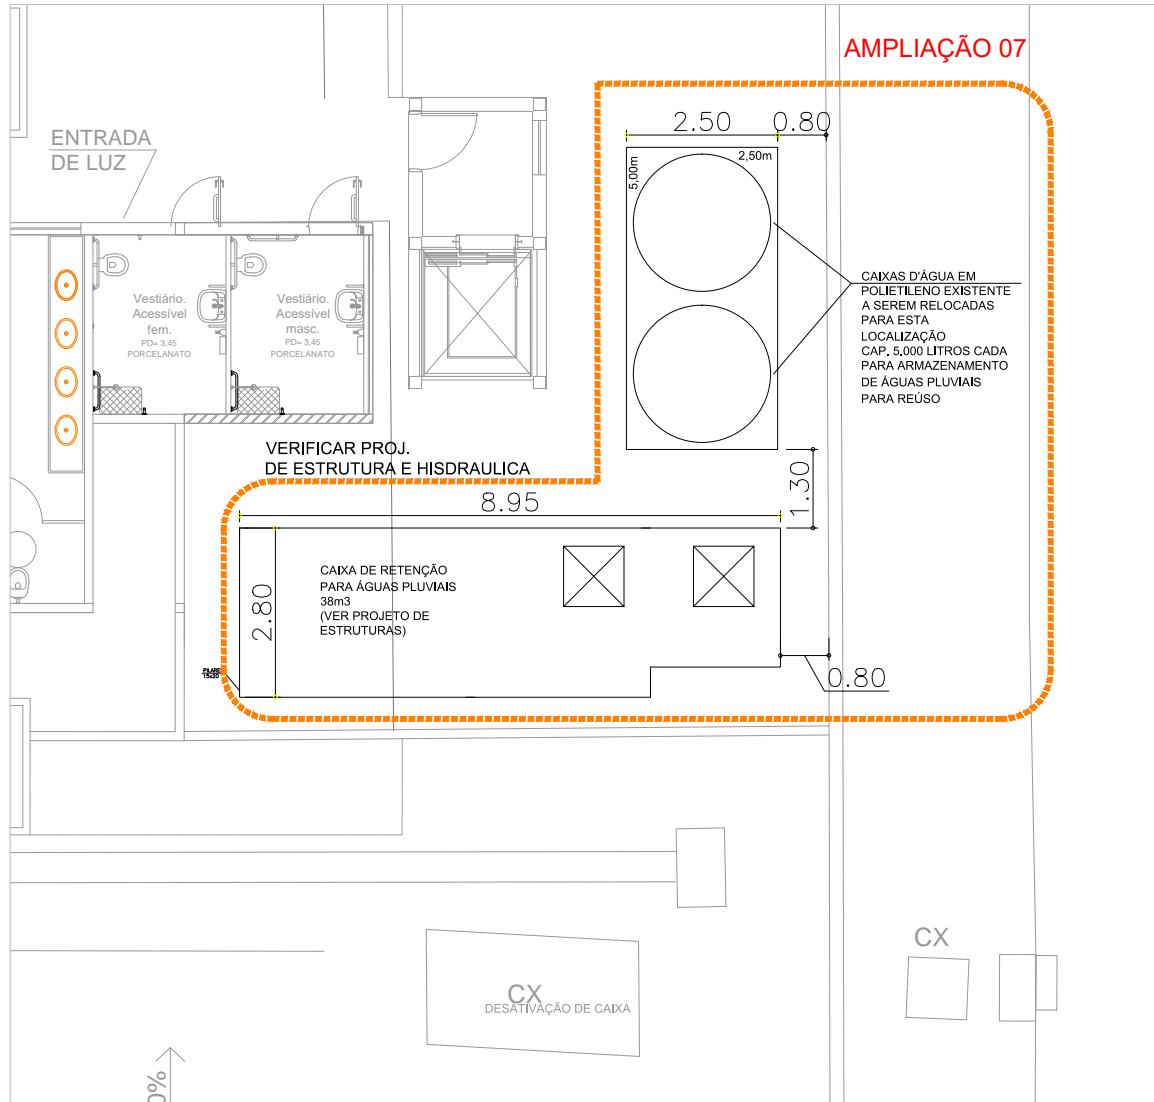 AMPLIAÇÃO 07
ENTRADA
DE LUZ
2.50
0.80
5,00m
2,50m
CAIXAS D'ÁGUA EM
POLIETILENO EXISTENTE
A SEREM RELOCADAS
PARA ESTA
LOCALIZAÇÃO
CAP. 5.000 LITROS CADA
PARA ARMAZENAMENTO
DE ÁGUAS PLUVIAIS
PARA REÚSO
Vestiário.
Acessível
fem.
PD= 3.45
PORCELANATO
Vestiário.
Acessível
masc.
PD= 3.45
PORCELANATO
VERIFICAR PROJ.
DE ESTRUTURA E HISDRAULICA
8.95
1.30
2.80
CAIXA DE RETENÇÃO
PARA ÁGUAS PLUVIAIS
38m3
(VER PROJETO DE
ESTRUTURAS)
15x20
0.80
CX
CX
DESATIVAÇÃO DE CAIXA
0%